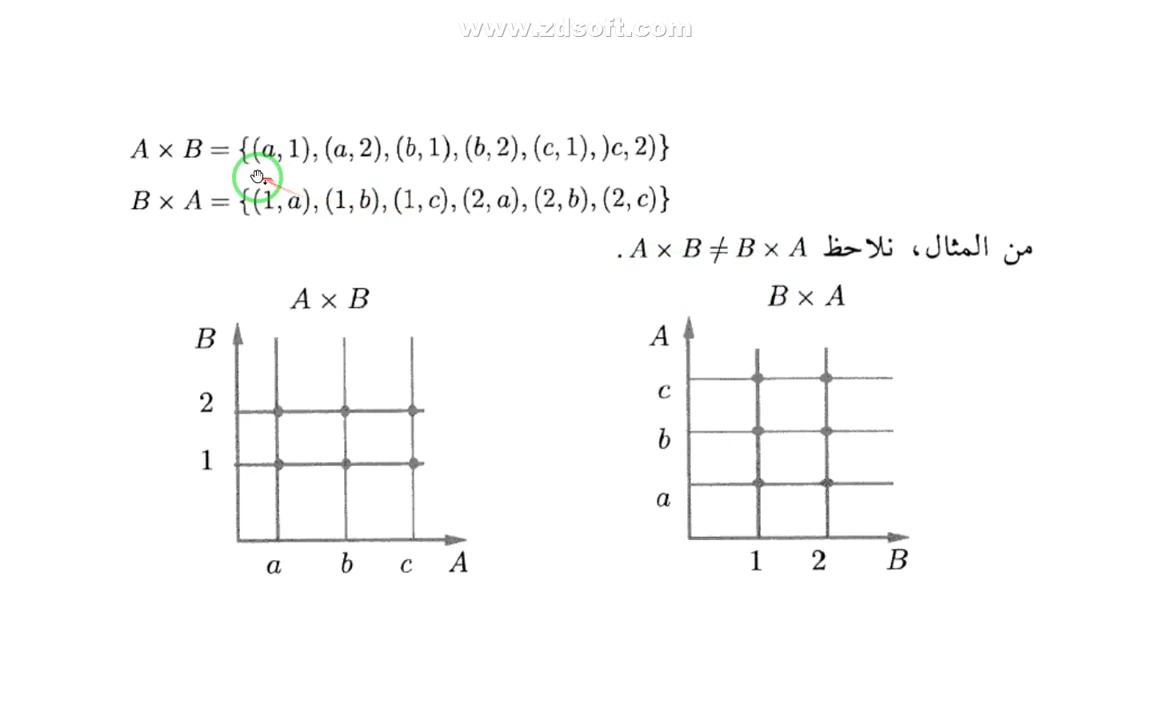 www.zdsoft.com
A × B = {(a, 1), (a, 2), (b, 1), (b, 2), (c, 1), )c, 2)}
B × A = {(1, a), (1, b), (1, c), (2, a), (2, b), (2, c)}
من المثال، نلاحظ A × B ≠ B × A .
A × B
B
2
1
a b c A
B × A
A
c
b
a
1 2 B